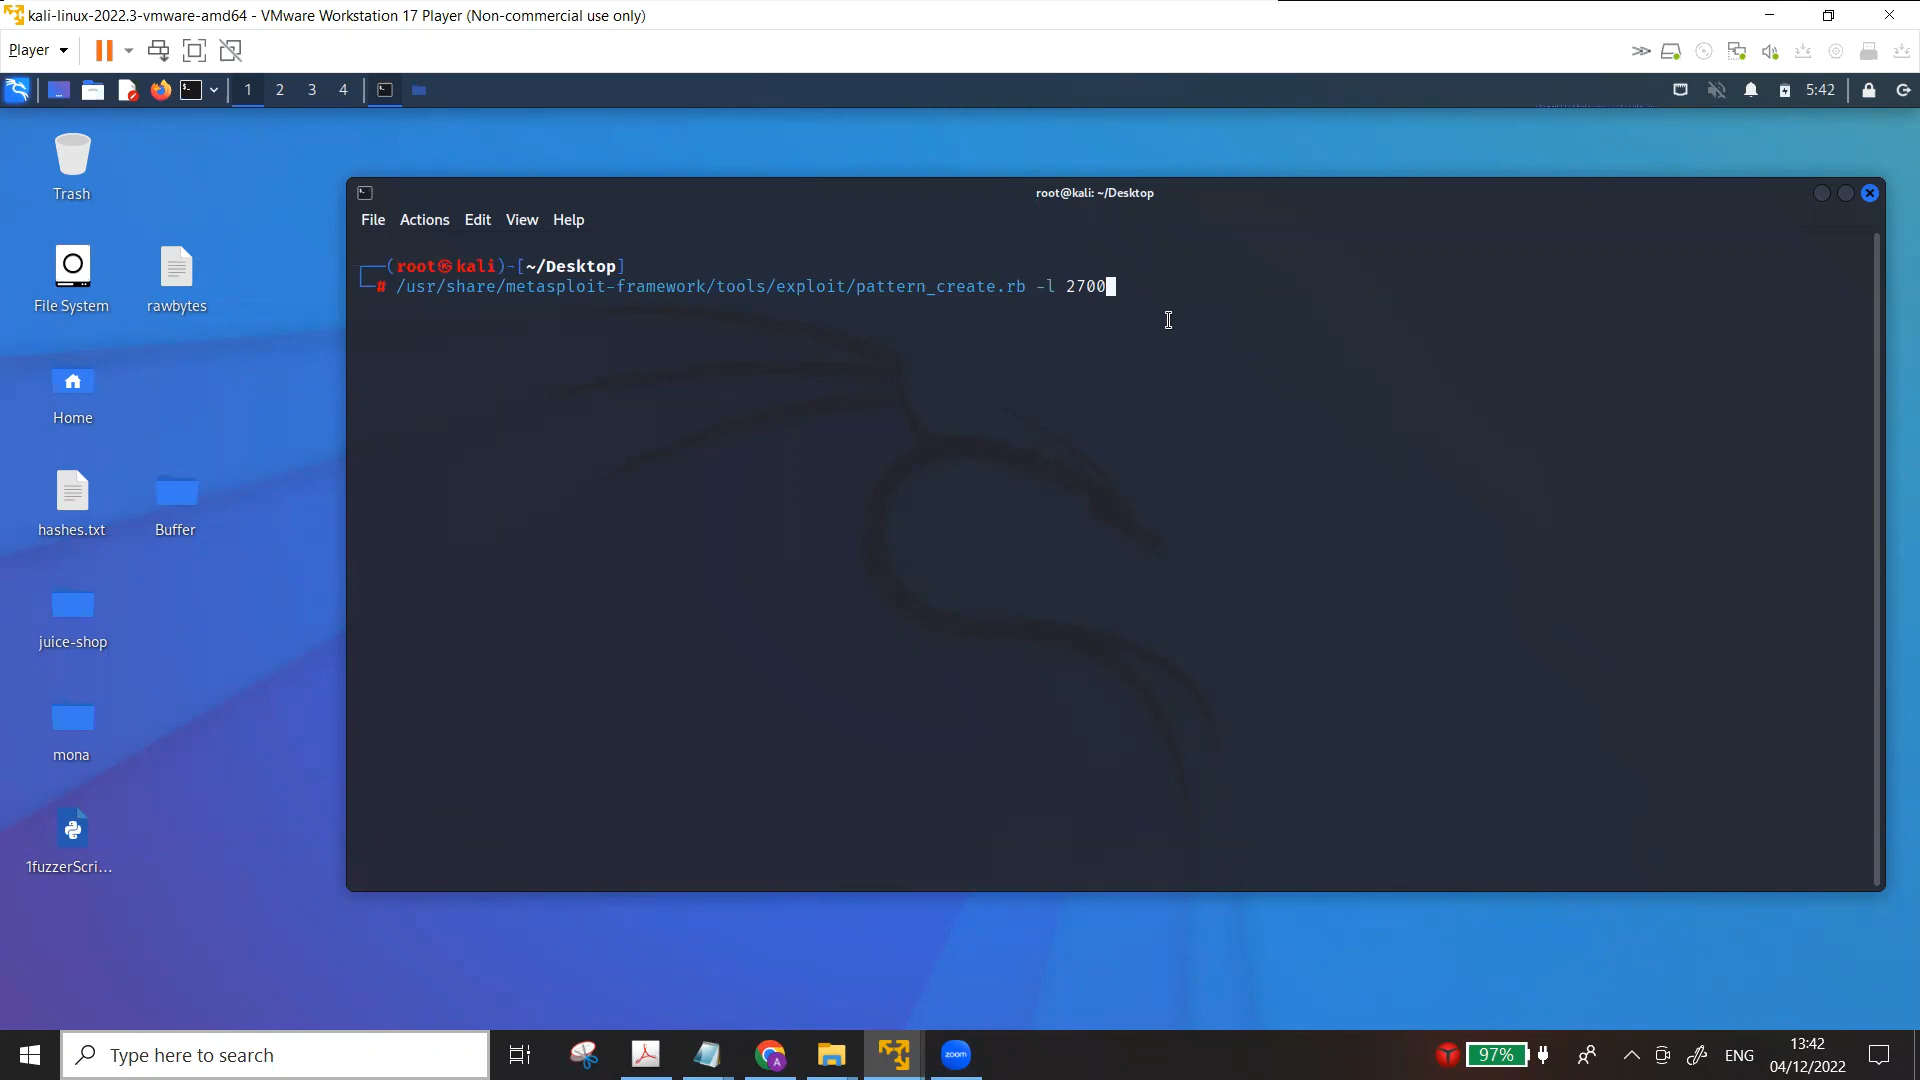 kali-linux-2022.3-vmware-amd64 - VMware Workstation 17 Player (Non-commercial use only)
Player
1 2 3 4
5:42
Trash
root@kali: ~/Desktop
File Actions Edit View Help
┌──(root㉿kali)-[~/Desktop]
└─# /usr/share/metasploit-framework/tools/exploit/pattern_create.rb -l 2700
File System
rawbytes
Home
hashes.txt
Buffer
juice-shop
mona
1fuzzerScri...
Type here to search
zoom
97%
ENG
13:42
04/12/2022